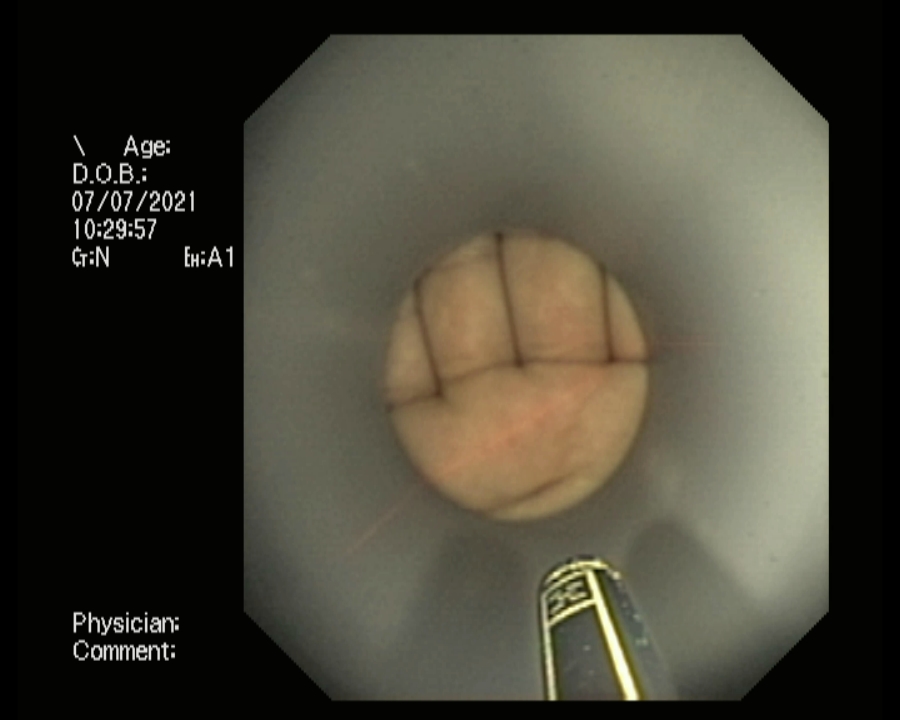 \ Age:
D.O.B.:
07/07/2021
10:29:57
Cr:N EH:A1
Physician:
Comment: